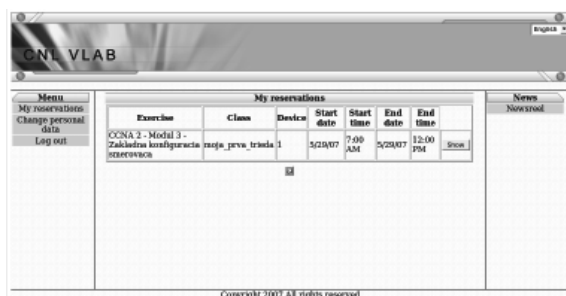 English
CNL VLAB
Menu
My reservations
Change personal
data
Log out
My reservations
Exercise Class Device Start date Start time End date End time
CCNA 2 - Modul 3 -
Zakladna konfiguracia
smerovaca
moja_prva_trieda 1 5/29/07 7:00 AM 5/29/07 12:00 PM Show
News
Newsreel
Copyright 2007 All rights reserved